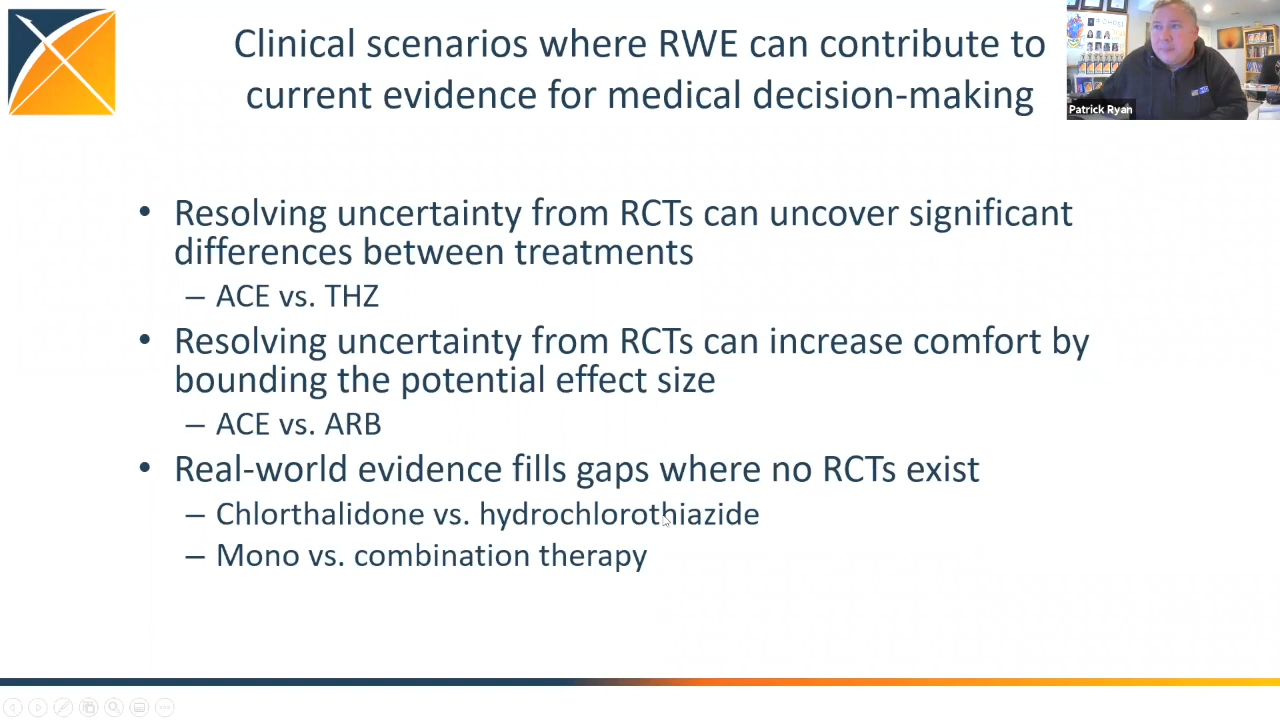 Clinical scenarios where RWE can contribute to
current evidence for medical decision-making
Patrick Ryan
• Resolving uncertainty from RCTs can uncover significant
differences between treatments
– ACE vs. THZ
• Resolving uncertainty from RCTs can increase comfort by
bounding the potential effect size
– ACE vs. ARB
• Real-world evidence fills gaps where no RCTs exist
– Chlorthalidone vs. hydrochlorothiazide
– Mono vs. combination therapy